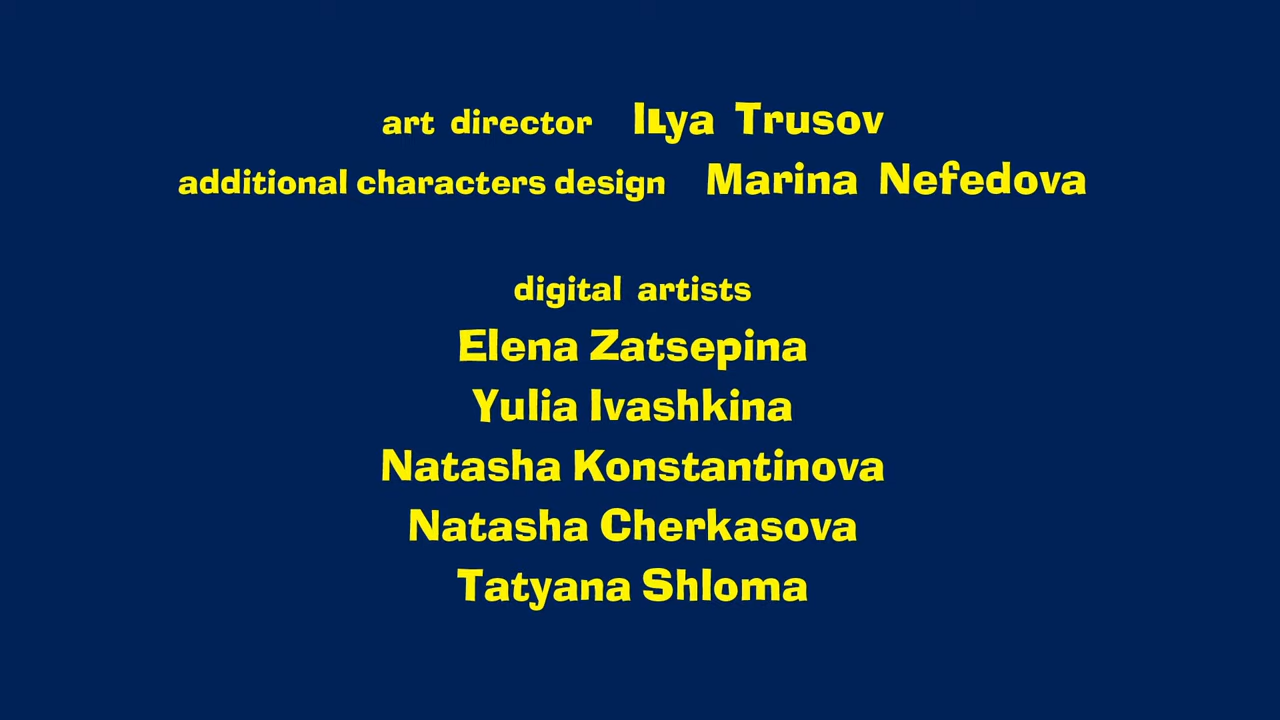 art director ILya Trusov
additional characters design Marina Nefedova
digital artists
Elena Zatsepina
Yulia Ivashkina
Natasha Konstantinova
Natasha Cherkasova
Tatyana Shloma